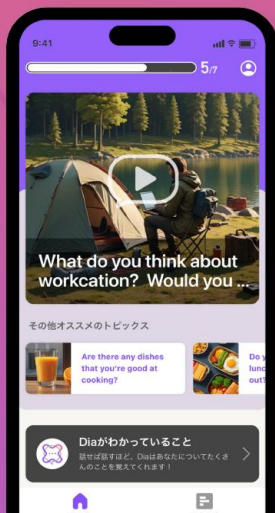 9:41
5/7
What do you think about
workcation? Would you ...
その他オススメのトピックス
Are there any dishes
that you're good at
cooking?
Do y
lunc
out?
Diaがわかっていること
話せば話すほど、Diaはあなたについてたくさ
んのことを覚えてくれます！